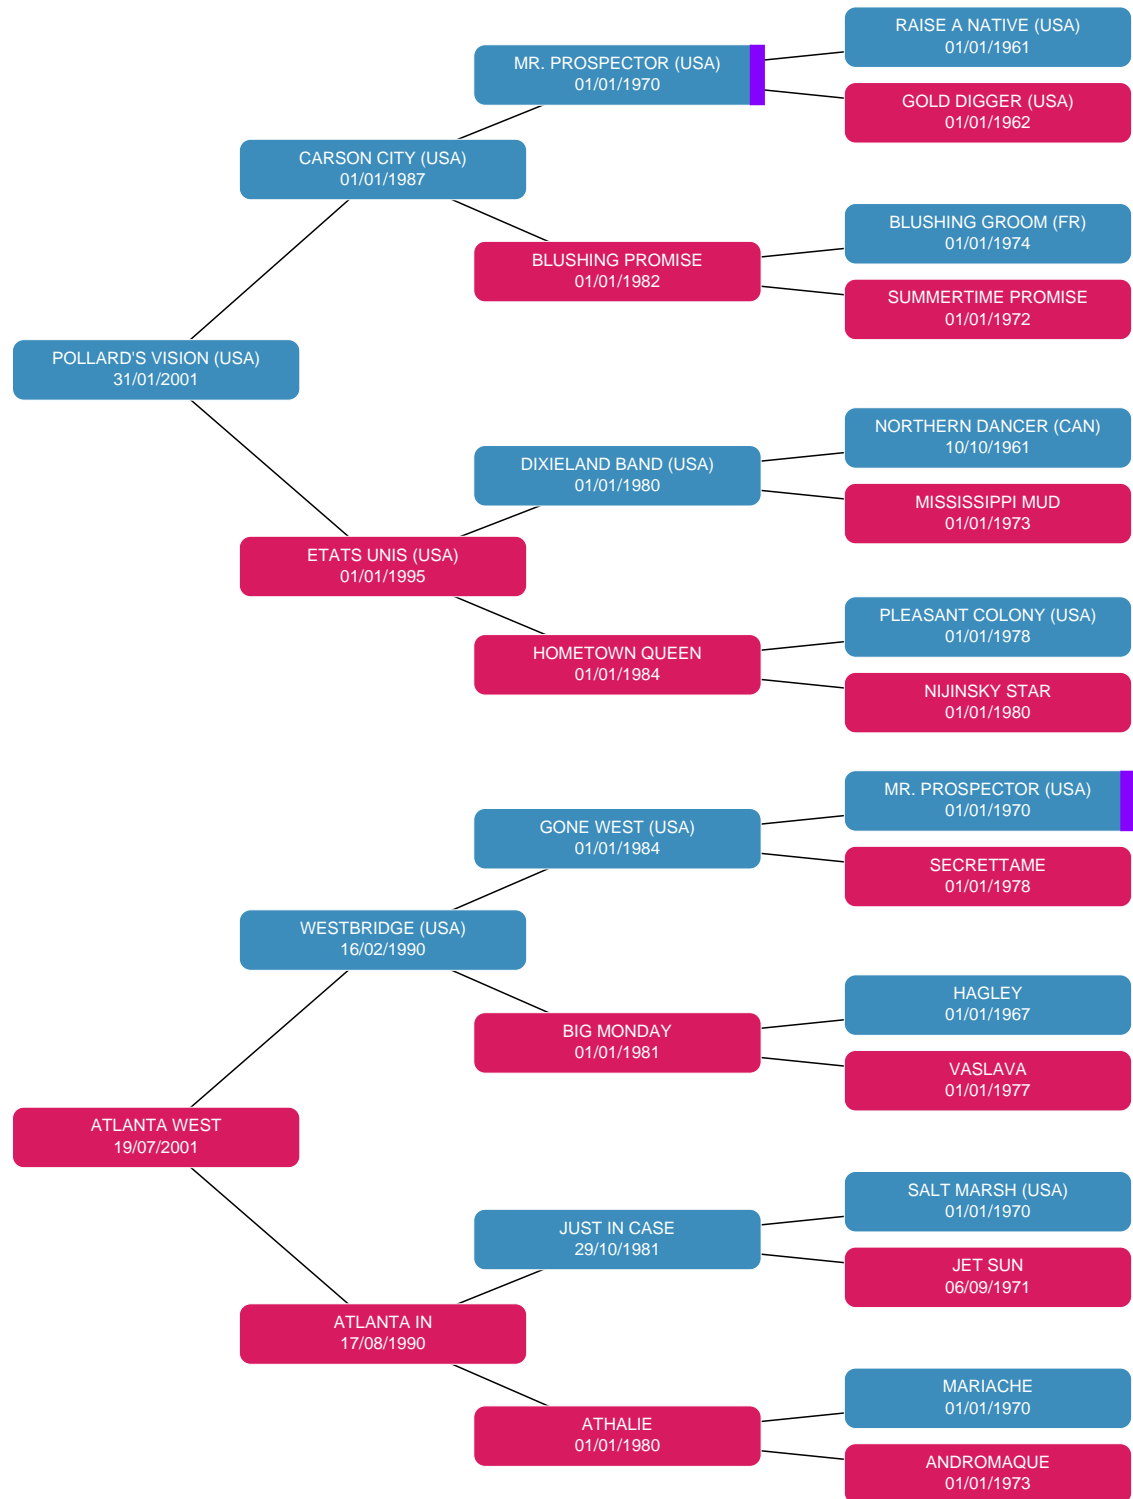 RAISE A NATIVE (USA)
01/01/1961
MR. PROSPECTOR (USA)
01/01/1970
GOLD DIGGER (USA)
01/01/1962
CARSON CITY (USA)
01/01/1987
BLUSHING GROOM (FR)
01/01/1974
BLUSHING PROMISE
01/01/1982
SUMMERTIME PROMISE
01/01/1972
POLLARD'S VISION (USA)
31/01/2001
NORTHERN DANCER (CAN)
10/10/1961
DIXIELAND BAND (USA)
01/01/1980
MISSISSIPPI MUD
01/01/1973
ETATS UNIS (USA)
01/01/1995
PLEASANT COLONY (USA)
01/01/1978
HOMETOWN QUEEN
01/01/1984
NIJINSKY STAR
01/01/1980
MR. PROSPECTOR (USA)
01/01/1970
GONE WEST (USA)
01/01/1984
SECRETTAME
01/01/1978
WESTBRIDGE (USA)
16/02/1990
HAGLEY
01/01/1967
BIG MONDAY
01/01/1981
VASLAVA
01/01/1977
ATLANTA WEST
19/07/2001
SALT MARSH (USA)
01/01/1970
JUST IN CASE
29/10/1981
JET SUN
06/09/1971
ATLANTA IN
17/08/1990
MARIACHE
01/01/1970
ATHALIE
01/01/1980
ANDROMAQUE
01/01/1973